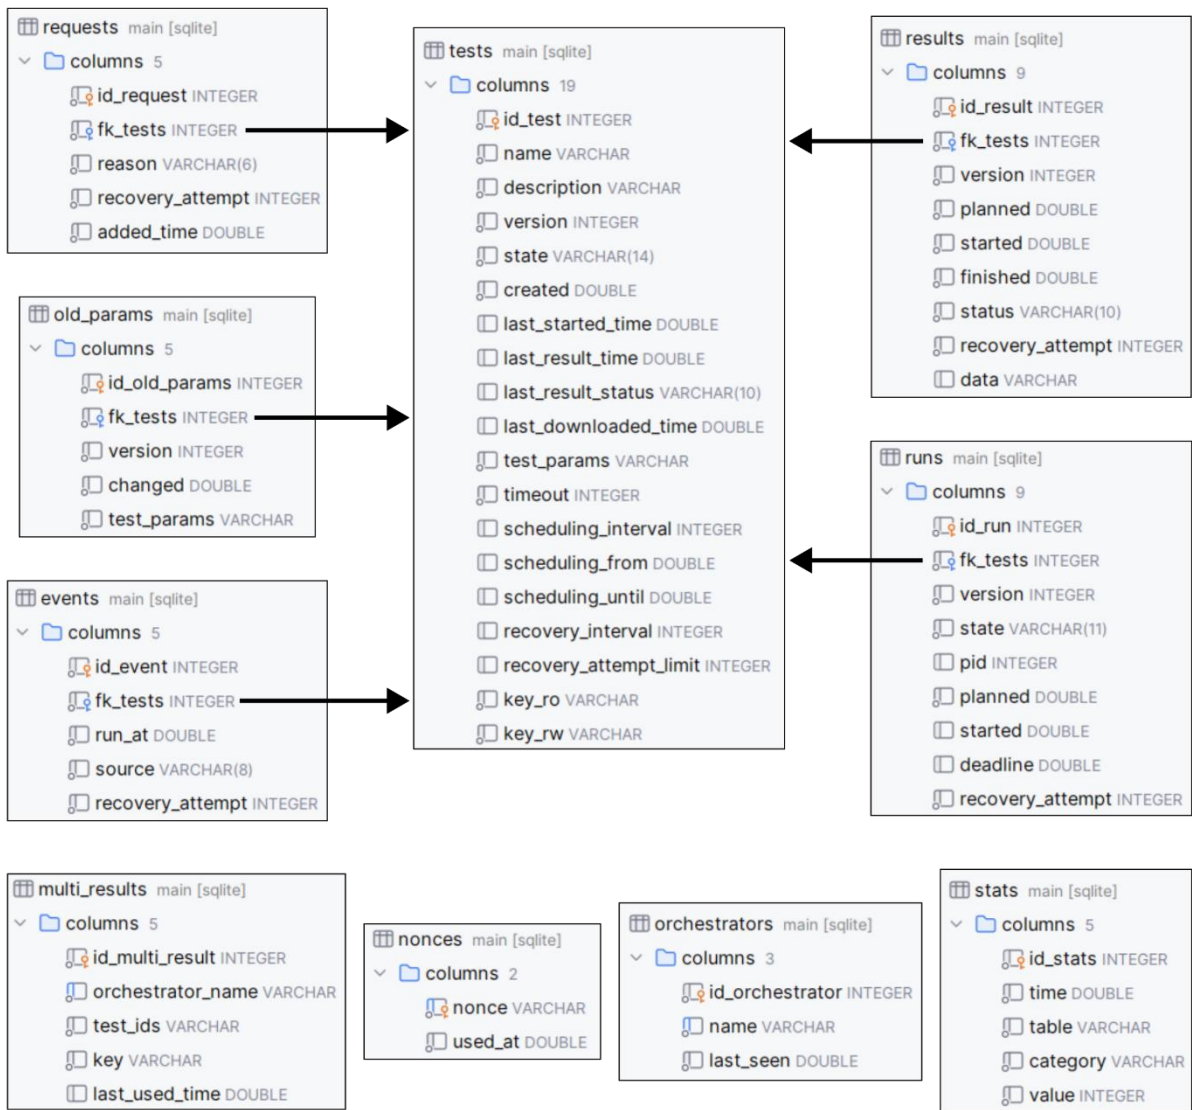 requests main [sqlite]
columns 5
id_request INTEGER
fk_tests INTEGER
reason VARCHAR(6)
recovery_attempt INTEGER
added_time DOUBLE
old_params main [sqlite]
columns 5
id_old_params INTEGER
fk_tests INTEGER
version INTEGER
changed DOUBLE
test_params VARCHAR
events main [sqlite]
columns 5
id_event INTEGER
fk_tests INTEGER
run_at DOUBLE
source VARCHAR(8)
recovery_attempt INTEGER
tests main [sqlite]
columns 19
id_test INTEGER
name VARCHAR
description VARCHAR
version INTEGER
state VARCHAR(14)
created DOUBLE
last_started_time DOUBLE
last_result_time DOUBLE
last_result_status VARCHAR(10)
last_downloaded_time DOUBLE
test_params VARCHAR
timeout INTEGER
scheduling_interval INTEGER
scheduling_from DOUBLE
scheduling_until DOUBLE
recovery_interval INTEGER
recovery_attempt_limit INTEGER
key_ro VARCHAR
key_rw VARCHAR
results main [sqlite]
columns 9
id_result INTEGER
fk_tests INTEGER
version INTEGER
planned DOUBLE
started DOUBLE
finished DOUBLE
status VARCHAR(10)
recovery_attempt INTEGER
data VARCHAR
runs main [sqlite]
columns 9
id_run INTEGER
fk_tests INTEGER
version INTEGER
state VARCHAR(11)
pid INTEGER
planned DOUBLE
started DOUBLE
deadline DOUBLE
recovery_attempt INTEGER
multi_results main [sqlite]
columns 5
id_multi_result INTEGER
orchestrator_name VARCHAR
test_ids VARCHAR
key VARCHAR
last_used_time DOUBLE
nonces main [sqlite]
columns 2
nonce VARCHAR
used_at DOUBLE
orchestrators main [sqlite]
columns 3
id_orchestrator INTEGER
name VARCHAR
last_seen DOUBLE
stats main [sqlite]
columns 5
id_stats INTEGER
time DOUBLE
table VARCHAR
category VARCHAR
value INTEGER